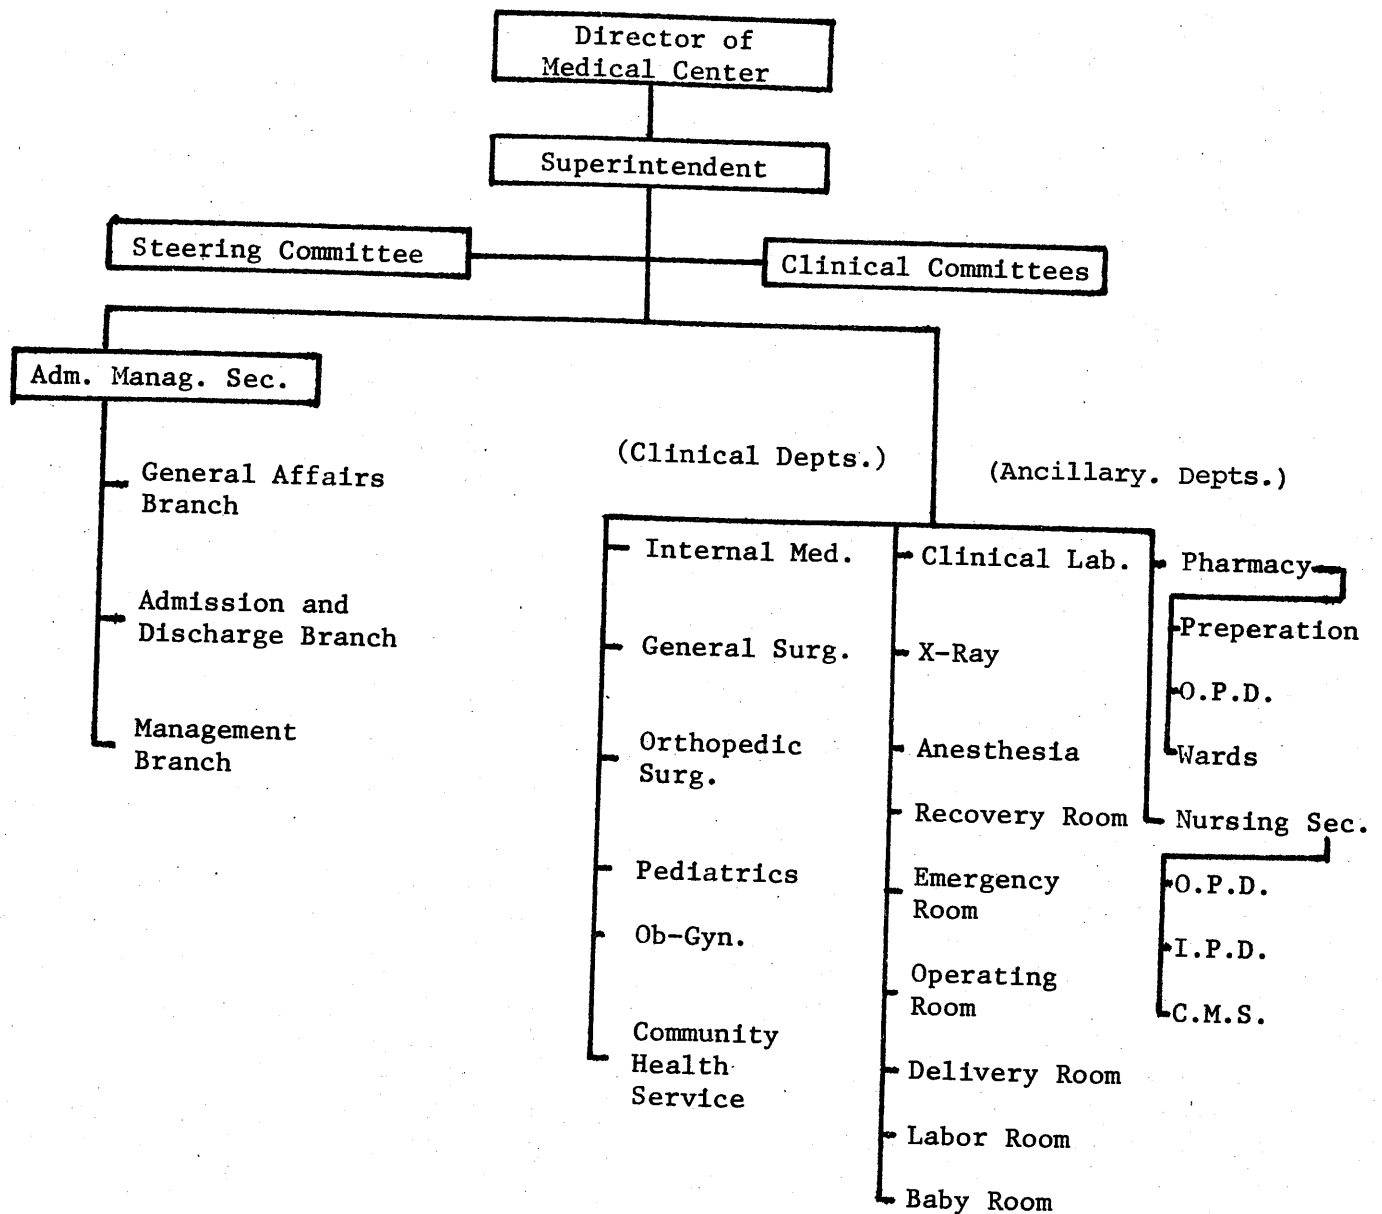 Director of
Medical Center
Superintendent
Steering Committee
Clinical Committees
Adm. Manag. Sec.
General Affairs
Branch
Admission and
Discharge Branch
Management
Branch
(Clinical Depts.)
(Ancillary. Depts.)
Internal Med.
General Surg.
Orthopedic
Surg.
Pediatrics
Ob-Gyn.
Community
Health
Service
Clinical Lab.
X-Ray
Anesthesia
Recovery Room
Emergency
Room
Operating
Room
Delivery Room
Labor Room
Baby Room
Pharmacy
Preperation
O.P.D.
Wards
Nursing Sec.
O.P.D.
I.P.D.
C.M.S.